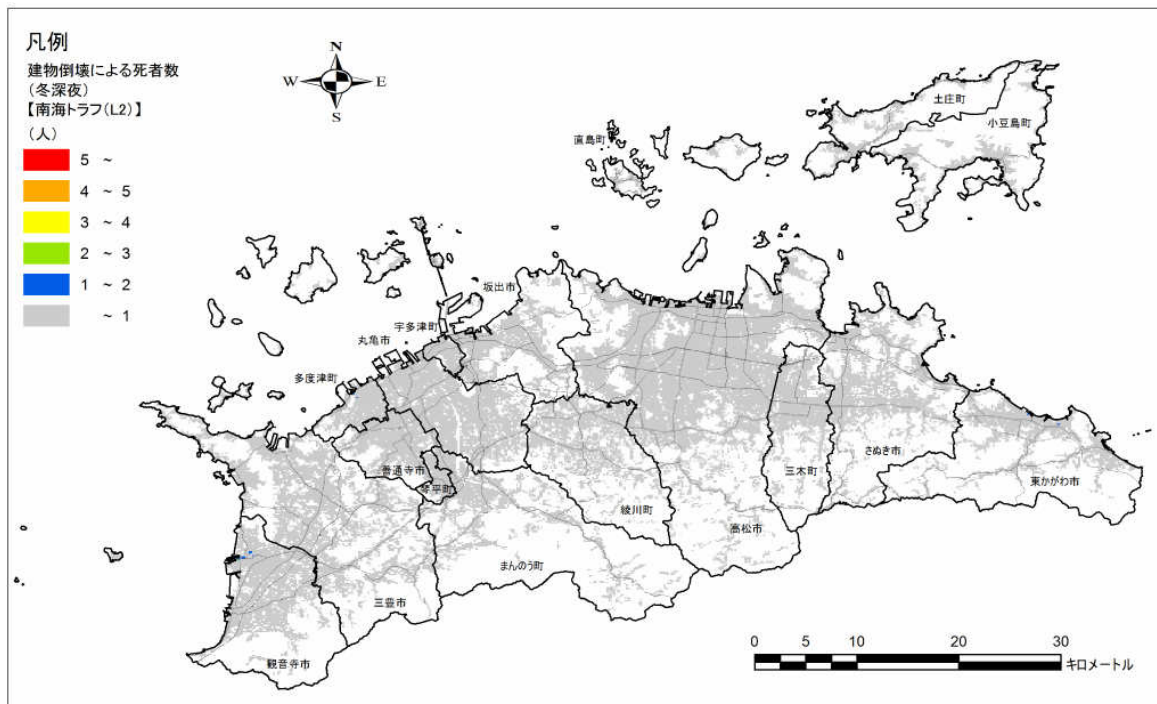 凡例
建物倒壊による死者数
（冬深夜）
【南海トラフ（L2）】
（人）
5 ～
4 ～ 5
3 ～ 4
2 ～ 3
1 ～ 2
～ 1
N
W E
S
土庄町
小豆島町
直島町
坂出市
宇多津町
丸亀市
多度津町
善通寺市
琴平町
三木町
さぬき市
東かがわ市
綾川町
高松市
まんのう町
三豊市
観音寺市
0 5 10 20 30
キロメートル